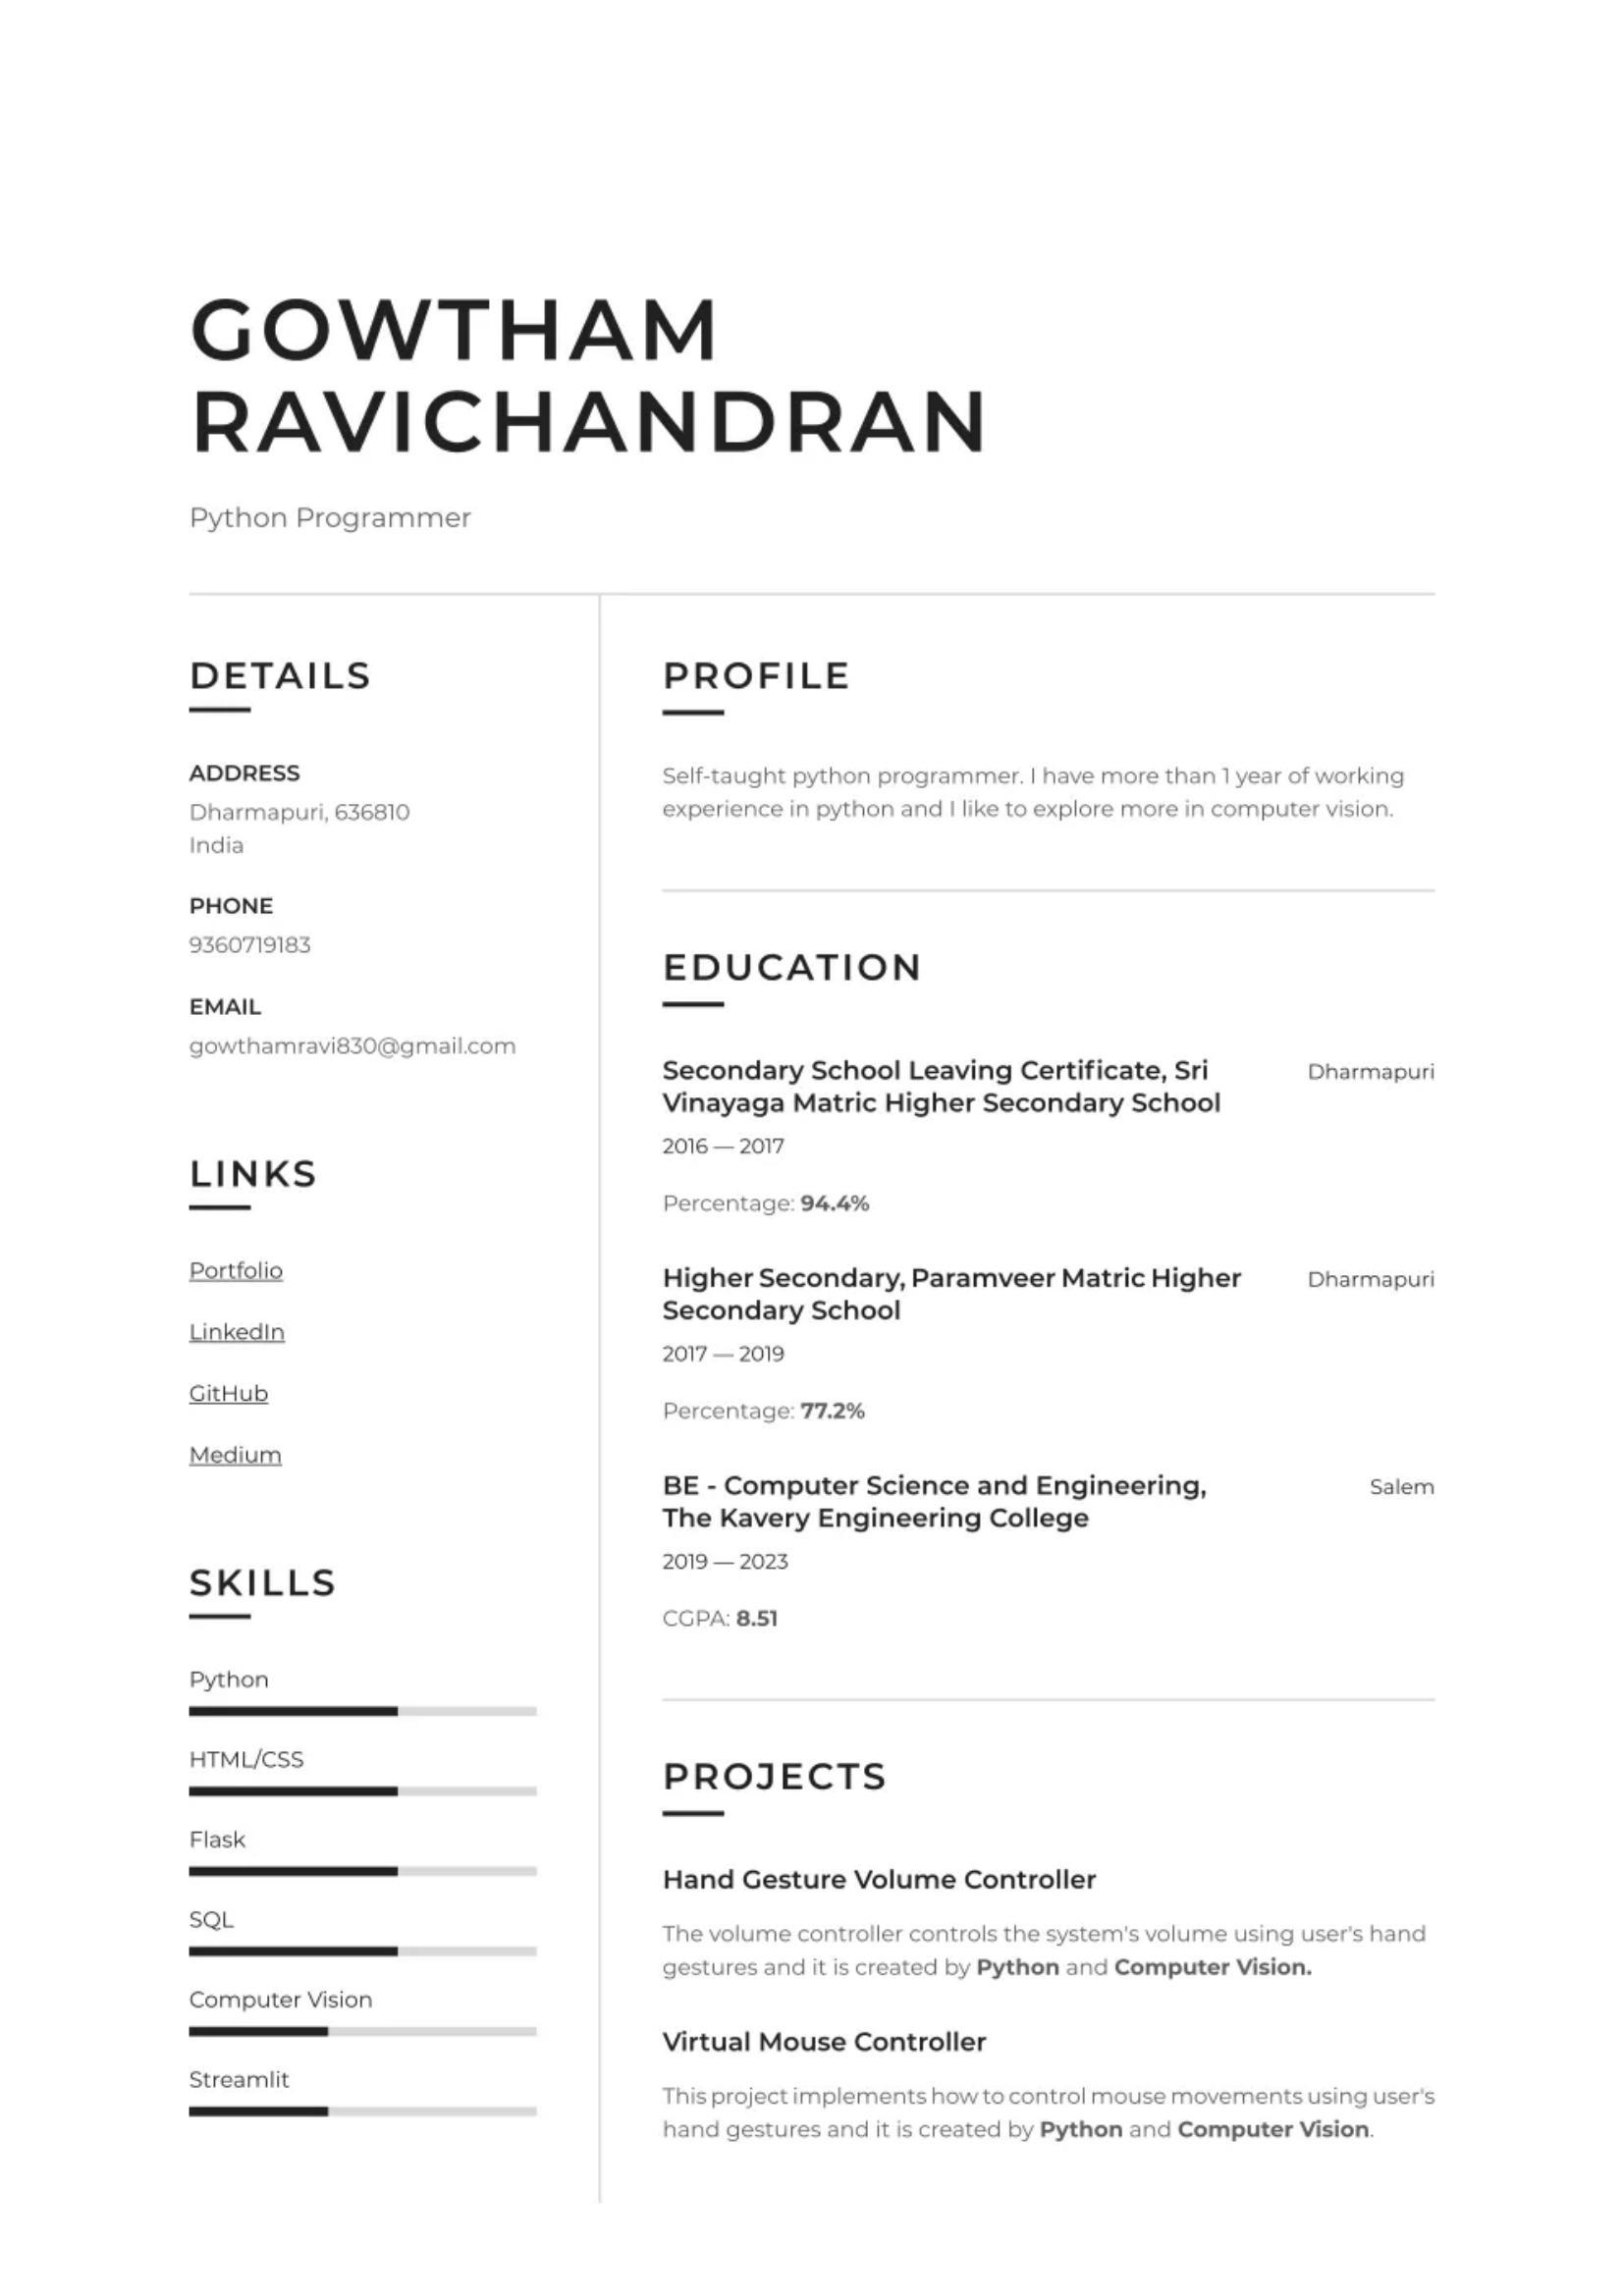 GOWTHAM
RAVICHANDRAN
Python Programmer
DETAILS
ADDRESS
Dharmapuri, 636810
India
PHONE
9360719183
EMAIL
gowthamravi830@gmail.com
LINKS
Portfolio
LinkedIn
GitHub
Medium
SKILLS
Python
HTML/CSS
Flask
SQL
Computer Vision
Streamlit
PROFILE
Self-taught python programmer. I have more than 1 year of working
experience in python and I like to explore more in computer vision.
EDUCATION
Secondary School Leaving Certificate, Sri Dharmapuri
Vinayaga Matric Higher Secondary School
2016 — 2017
Percentage: 94.4%
Higher Secondary, Paramveer Matric Higher Dharmapuri
Secondary School
2017 — 2019
Percentage: 77.2%
BE - Computer Science and Engineering, Salem
The Kavery Engineering College
2019 — 2023
CGPA: 8.51
PROJECTS
Hand Gesture Volume Controller
The volume controller controls the system's volume using user's hand
gestures and it is created by Python and Computer Vision.
Virtual Mouse Controller
This project implements how to control mouse movements using user's
hand gestures and it is created by Python and Computer Vision.